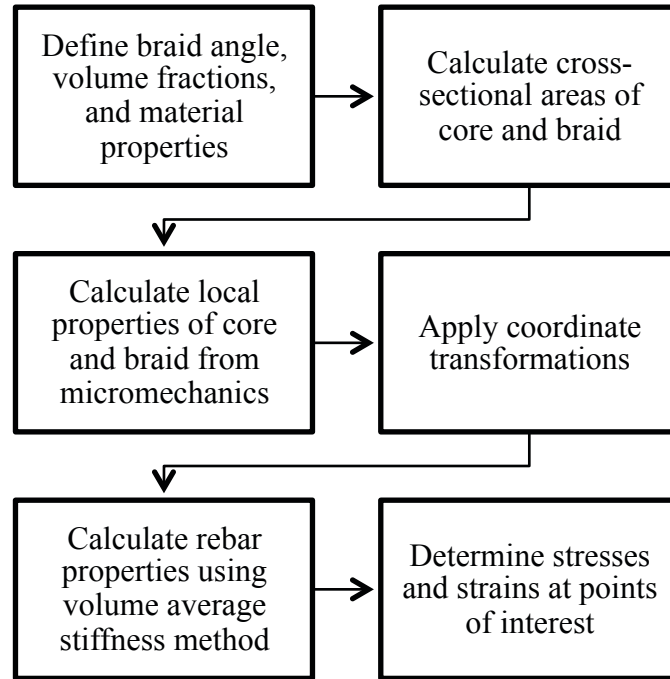 Define braid angle,
volume fractions,
and material
properties
Calculate cross-
sectional areas of
core and braid
Calculate local
properties of core
and braid from
micromechanics
Apply coordinate
transformations
Calculate rebar
properties using
volume average
stiffness method
Determine stresses
and strains at points
of interest